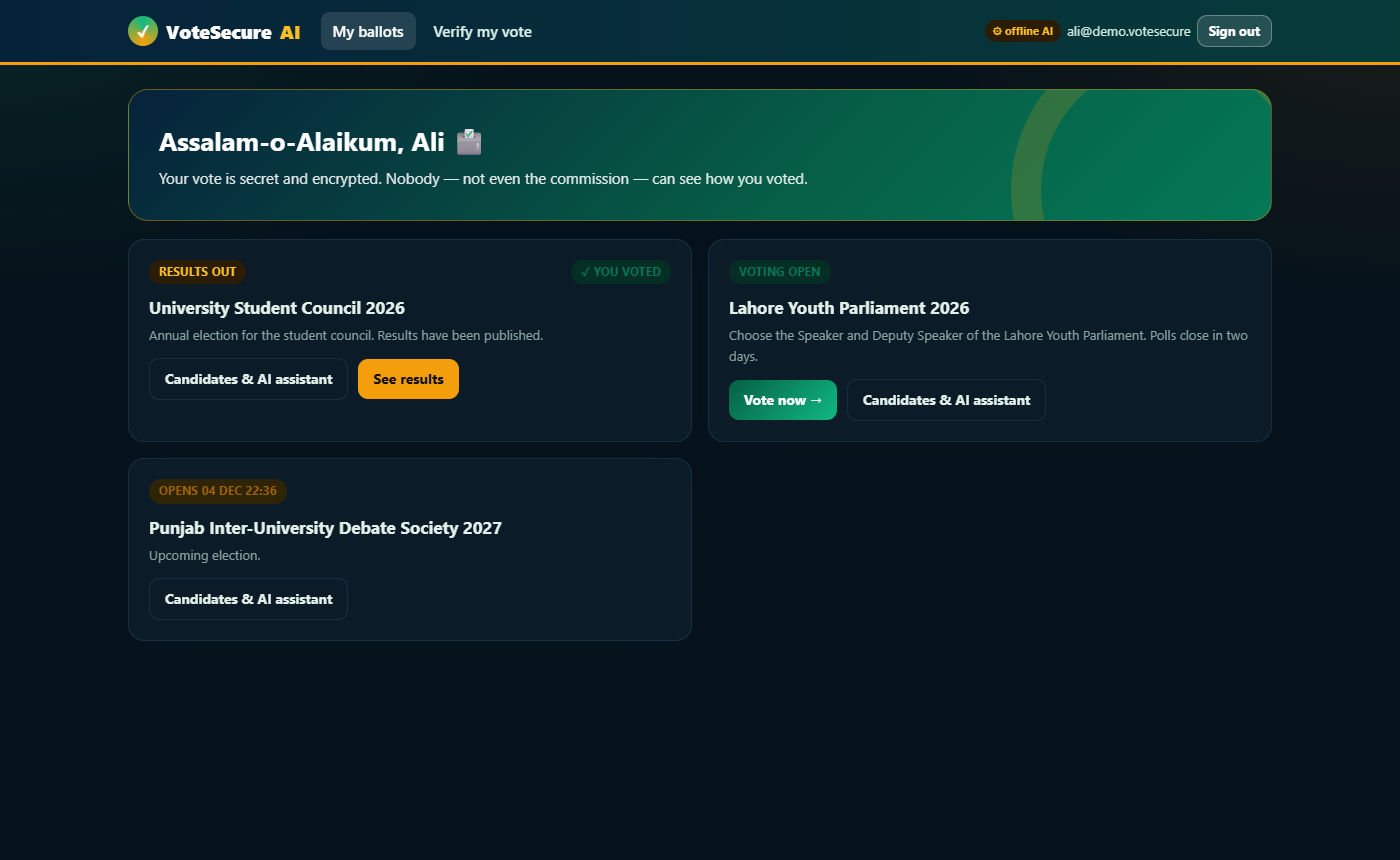 ✓ VoteSecure AI My ballots Verify my vote ⚙ offline AI ali@demo.votesecure Sign out
Assalam-o-Alaikum, Ali 🗳️
Your vote is secret and encrypted. Nobody — not even the commission — can see how you voted.
RESULTS OUT ✓ YOU VOTED
University Student Council 2026
Annual election for the student council. Results have been published.
Candidates & AI assistant See results
VOTING OPEN
Lahore Youth Parliament 2026
Choose the Speaker and Deputy Speaker of the Lahore Youth Parliament. Polls close in two
days.
Vote now → Candidates & AI assistant
OPENS 04 DEC 22:36
Punjab Inter-University Debate Society 2027
Upcoming election.
Candidates & AI assistant